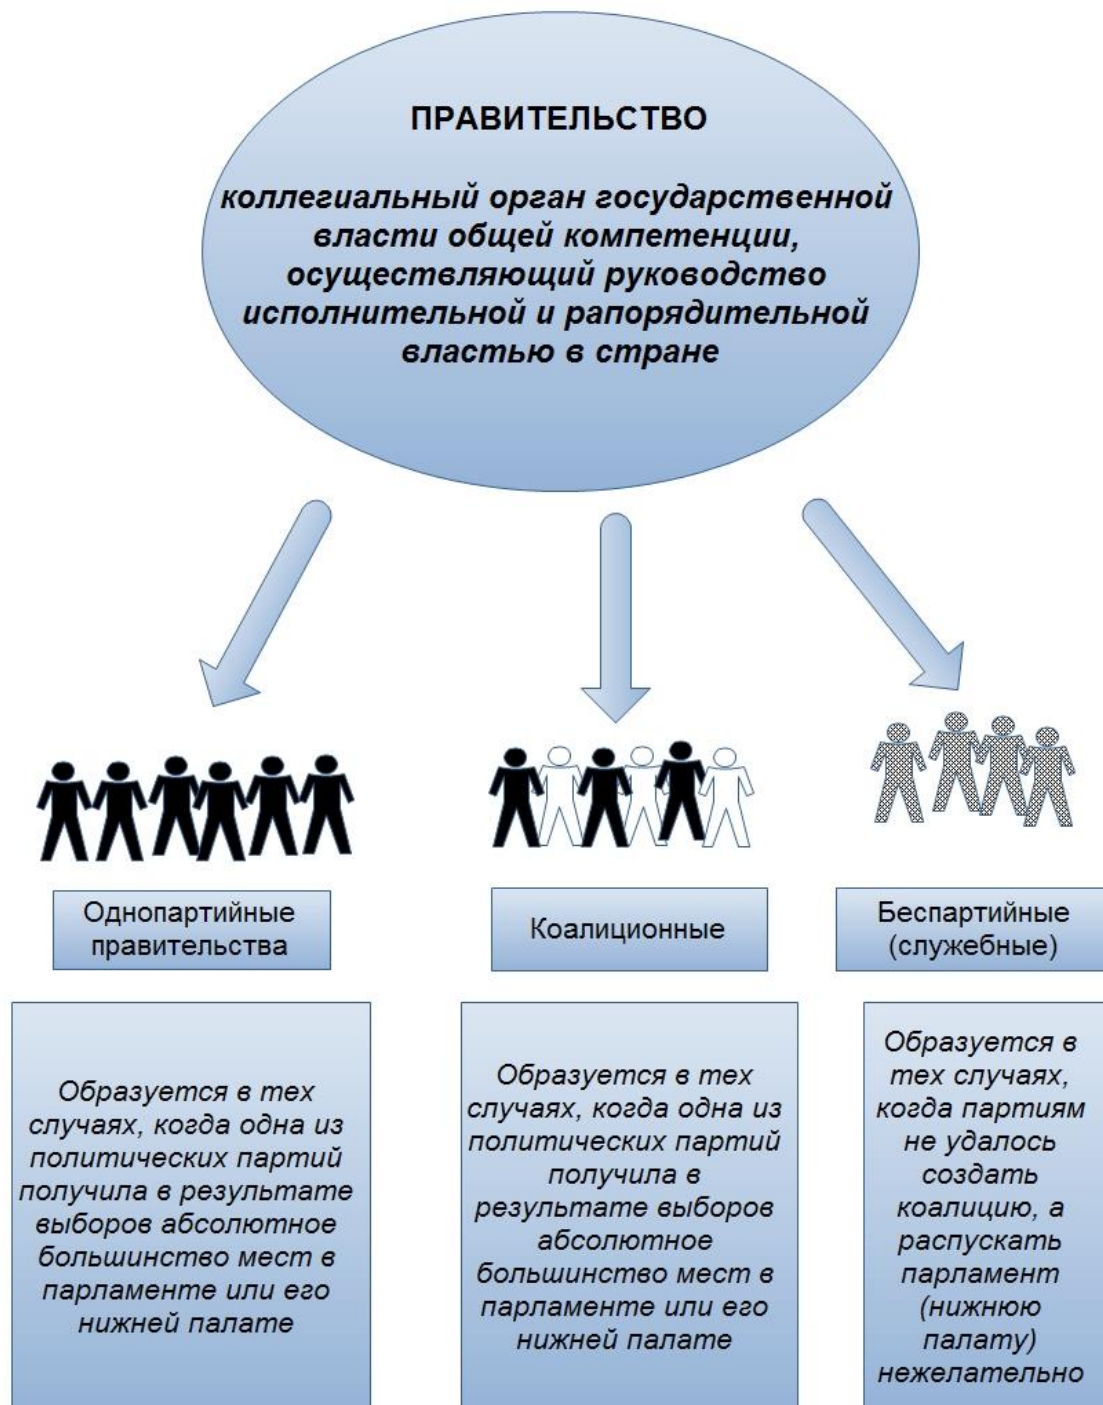 ПРАВИТЕЛЬСТВО
коллегиальный орган государственной
власти общей компетенции,
осуществляющий руководство
исполнительной и рапорядительной
властью в стране
Однопартийные
правительства
Коалиционные
Беспартийные
(служебные)
Образуется в тех
случаях, когда одна из
политических партий
получила в результате
выборов абсолютное
большинство мест в
парламенте или его
нижней палате
Образуется в тех
случаях, когда одна из
политических партий
получила в
результате выборов
абсолютное
большинство мест в
парламенте или его
нижней палате
Образуется в
тех случаях,
когда партиям
не удалось
создать
коалицию, а
распускать
парламент
(нижнюю
палату)
нежелательно